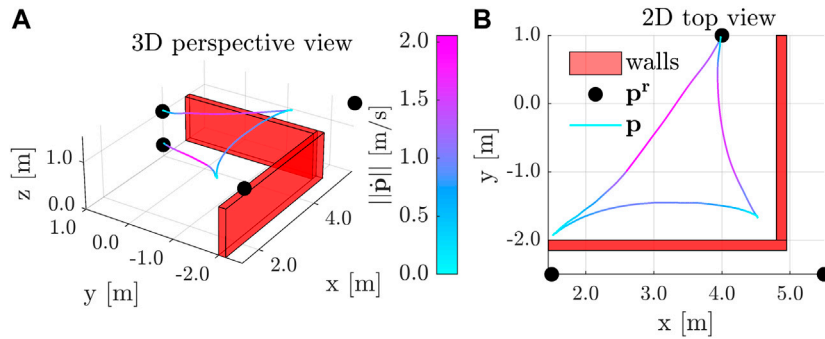 A
3D perspective view
z [m]
1.0
0.0
1.0
0.0
-1.0
-2.0
y [m]
2.0
4.0
x [m]
2.0
1.5
1.0
0.5
0.0
||ṗ|| [m/s]
B
2D top view
walls
pʳ
p
1.0
0.0
-1.0
-2.0
y [m]
2.0
3.0
4.0
5.0
x [m]